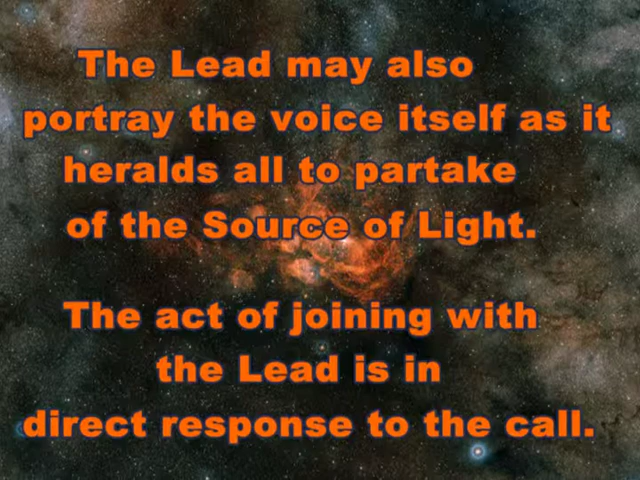 The Lead may also
portray the voice itself as it
heralds all to partake
of the Source of Light.
The act of joining with
the Lead is in
direct response to the call.